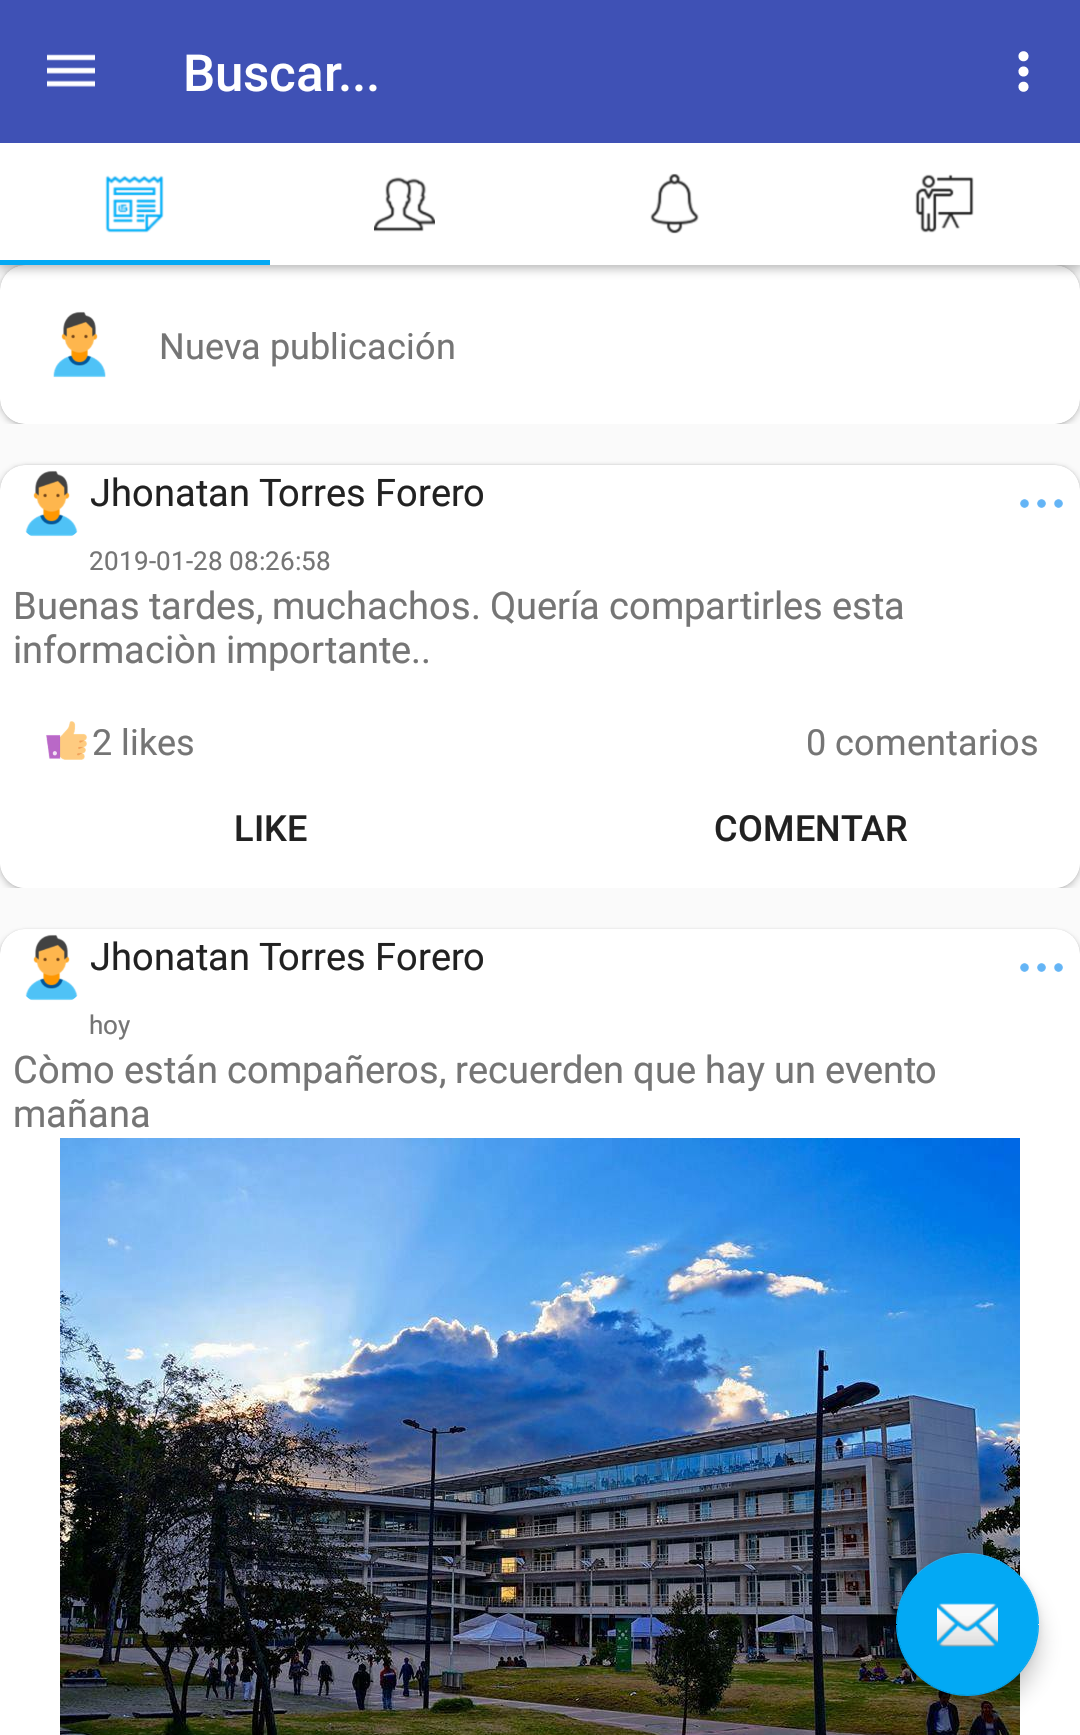 Buscar...
Nueva publicación
Jhonatan Torres Forero
2019-01-28 08:26:58
Buenas tardes, muchachos. Quería compartirles esta
informaciòn importante..
2 likes
0 comentarios
LIKE
COMENTAR
Jhonatan Torres Forero
hoy
Còmo están compañeros, recuerden que hay un evento
mañana